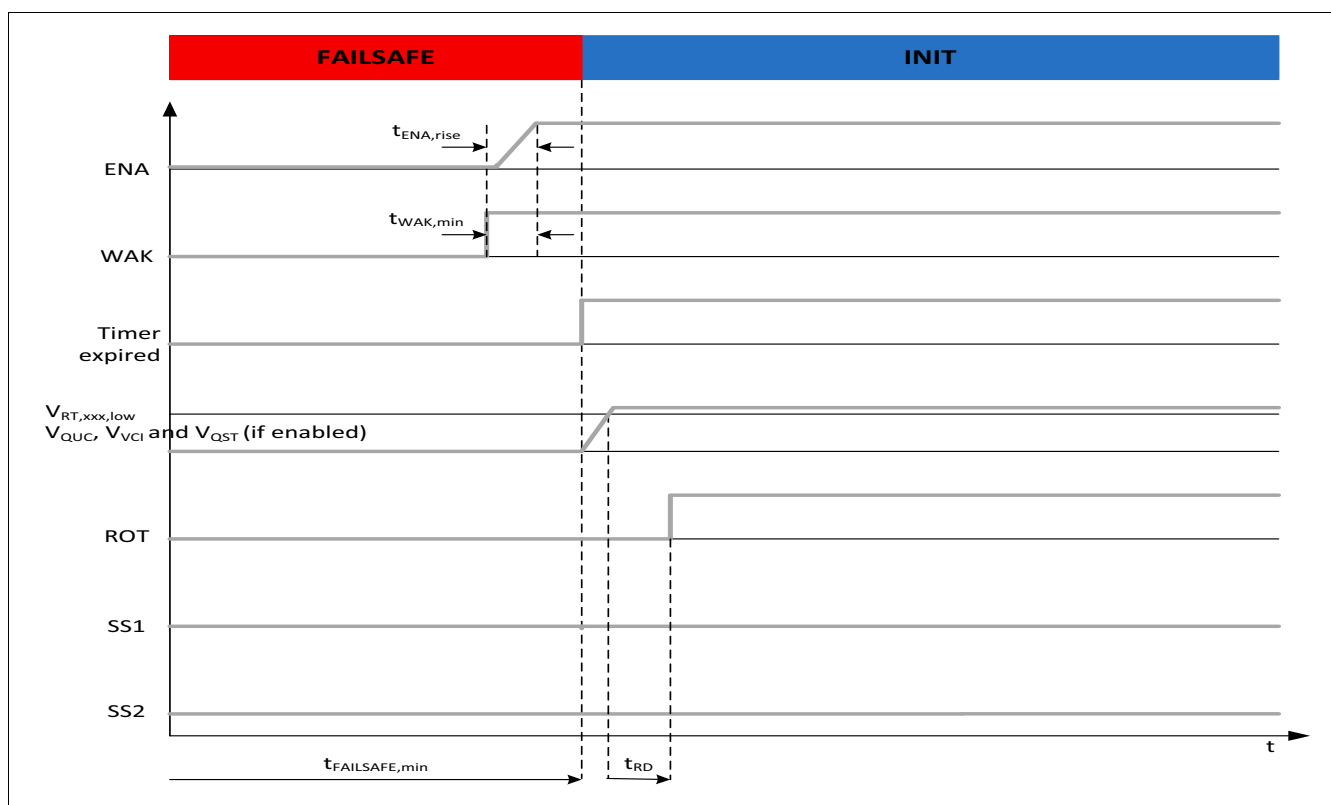 FAILSAFE
INIT
tENA,rise
ENA
tWAK,min
WAK
Timer
expired
VRT,xxx,low
VQUC, VVCI and VQST (if enabled)
ROT
SS1
SS2
t
tFAILSAFE,min
tRD